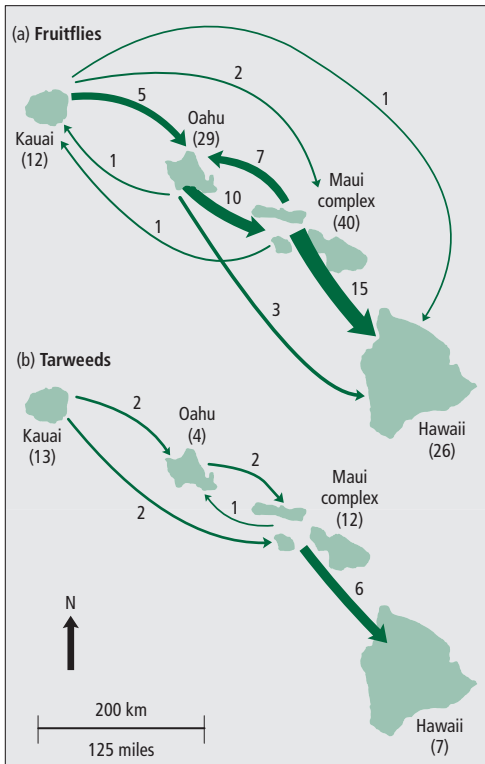 (a) Fruitflies
2
1
5
Oahu
(29)
Kauai
(12)
7
1
Maui
complex
(40)
10
1
15
3
(b) Tarweeds
Hawaii
(26)
2
Oahu
(4)
Kauai
(13)
2
Maui
complex
(12)
1
2
6
N
200 km
125 miles
Hawaii
(7)